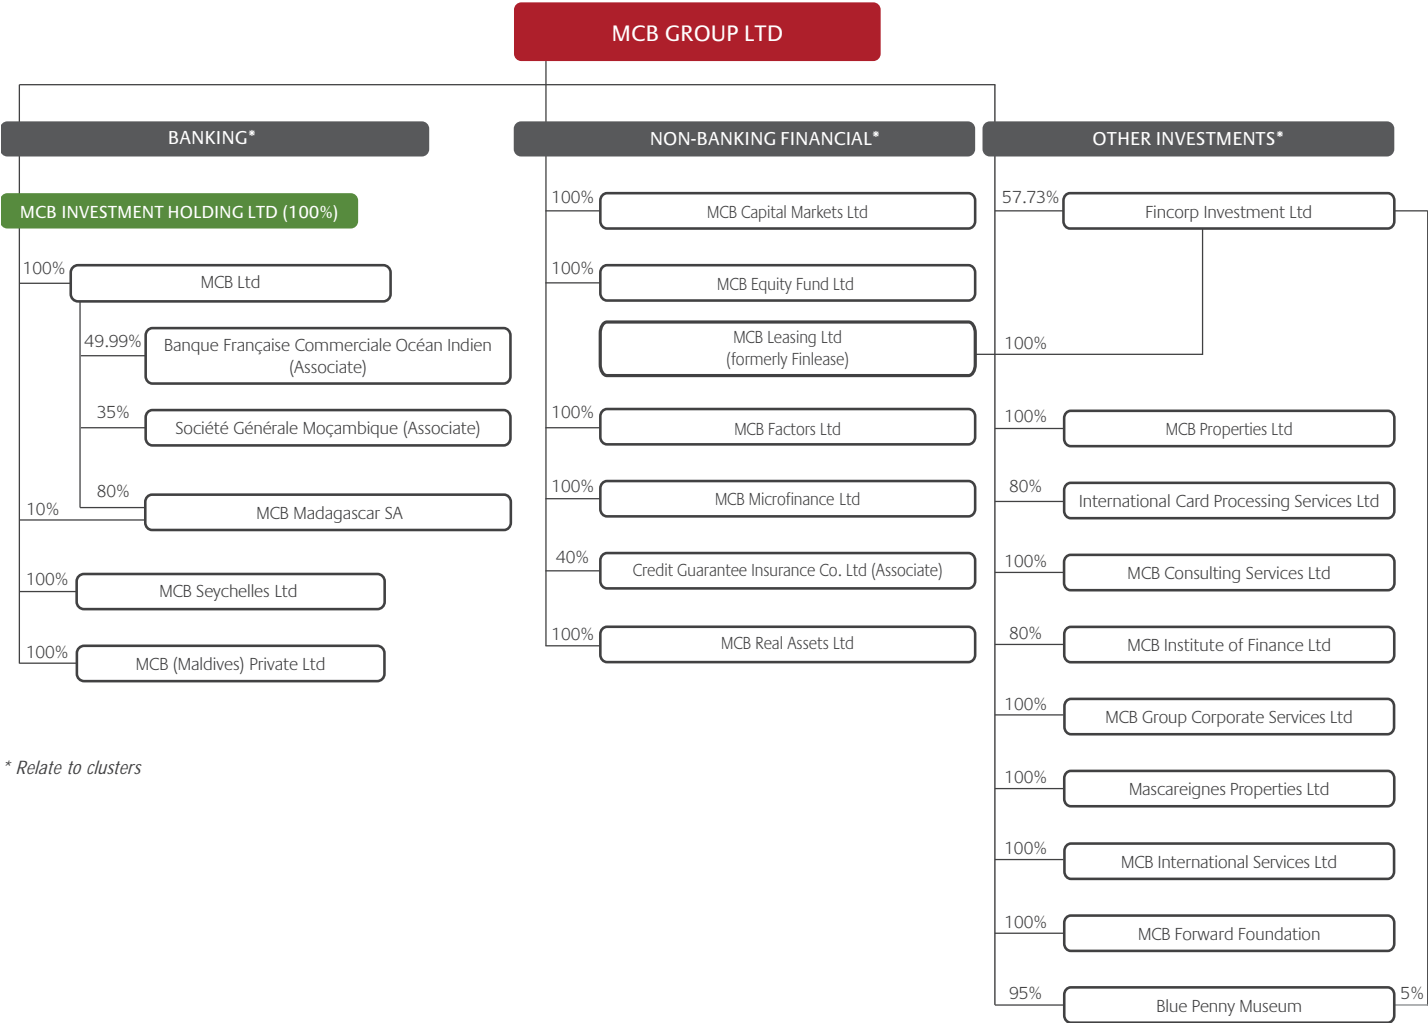 MCB GROUP LTD
BANKING*
MCB INVESTMENT HOLDING LTD (100%)
100%
MCB Ltd
49.99%
Banque Française Commerciale Océan Indien
(Associate)
35%
Société Générale Moçambique (Associate)
80%
10%
MCB Madagascar SA
100%
MCB Seychelles Ltd
100%
MCB (Maldives) Private Ltd
* Relate to clusters
NON-BANKING FINANCIAL*
100%
MCB Capital Markets Ltd
100%
MCB Equity Fund Ltd
MCB Leasing Ltd
(formerly Finlease)
100%
100%
MCB Factors Ltd
100%
MCB Microfinance Ltd
40%
Credit Guarantee Insurance Co. Ltd (Associate)
100%
MCB Real Assets Ltd
OTHER INVESTMENTS*
57.73%
Fincorp Investment Ltd
100%
MCB Properties Ltd
80%
International Card Processing Services Ltd
100%
MCB Consulting Services Ltd
80%
MCB Institute of Finance Ltd
100%
MCB Group Corporate Services Ltd
100%
Mascareignes Properties Ltd
100%
MCB International Services Ltd
100%
MCB Forward Foundation
95%
Blue Penny Museum
5%